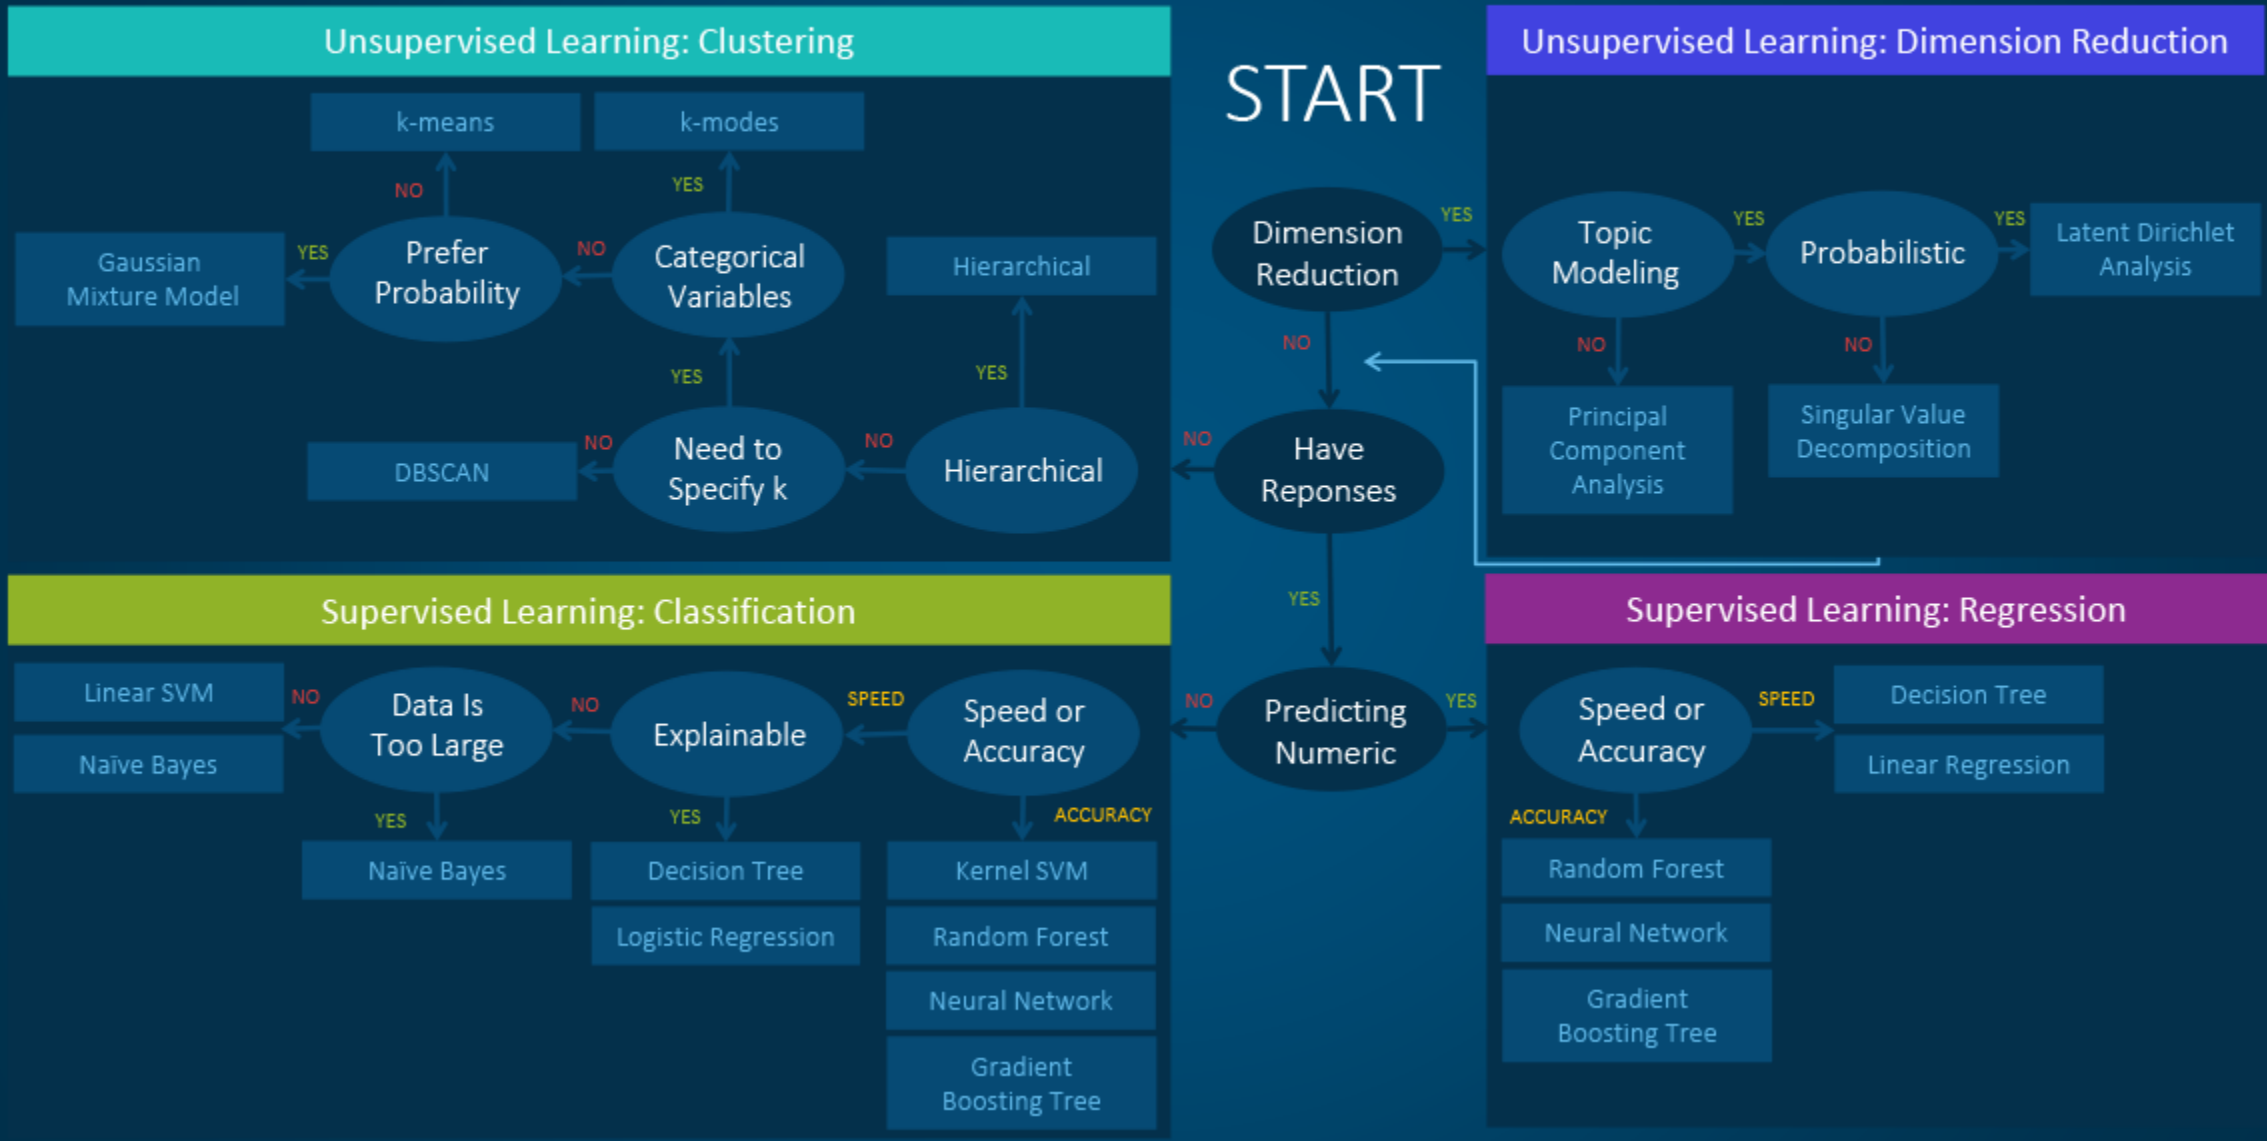 Unsupervised Learning: Clustering
k-means
k-modes
NO
YES
Gaussian
Mixture Model
YES
Prefer
Probability
NO
Categorical
Variables
Hierarchical
YES
YES
DBSCAN
NO
Need to
Specify k
NO
Hierarchical
START
Dimension
Reduction
YES
NO
NO
Have
Reponses
YES
NO
Predicting
Numeric
YES
Unsupervised Learning: Dimension Reduction
Topic
Modeling
YES
Probabilistic
YES
Latent Dirichlet
Analysis
NO
NO
Principal
Component
Analysis
Singular Value
Decomposition
Supervised Learning: Classification
Linear SVM
Naïve Bayes
NO
Data Is
Too Large
NO
Explainable
SPEED
Speed or
Accuracy
YES
YES
ACCURACY
Naïve Bayes
Decision Tree
Logistic Regression
Kernel SVM
Random Forest
Neural Network
Gradient
Boosting Tree
Supervised Learning: Regression
Speed or
Accuracy
SPEED
Decision Tree
Linear Regression
ACCURACY
Random Forest
Neural Network
Gradient
Boosting Tree